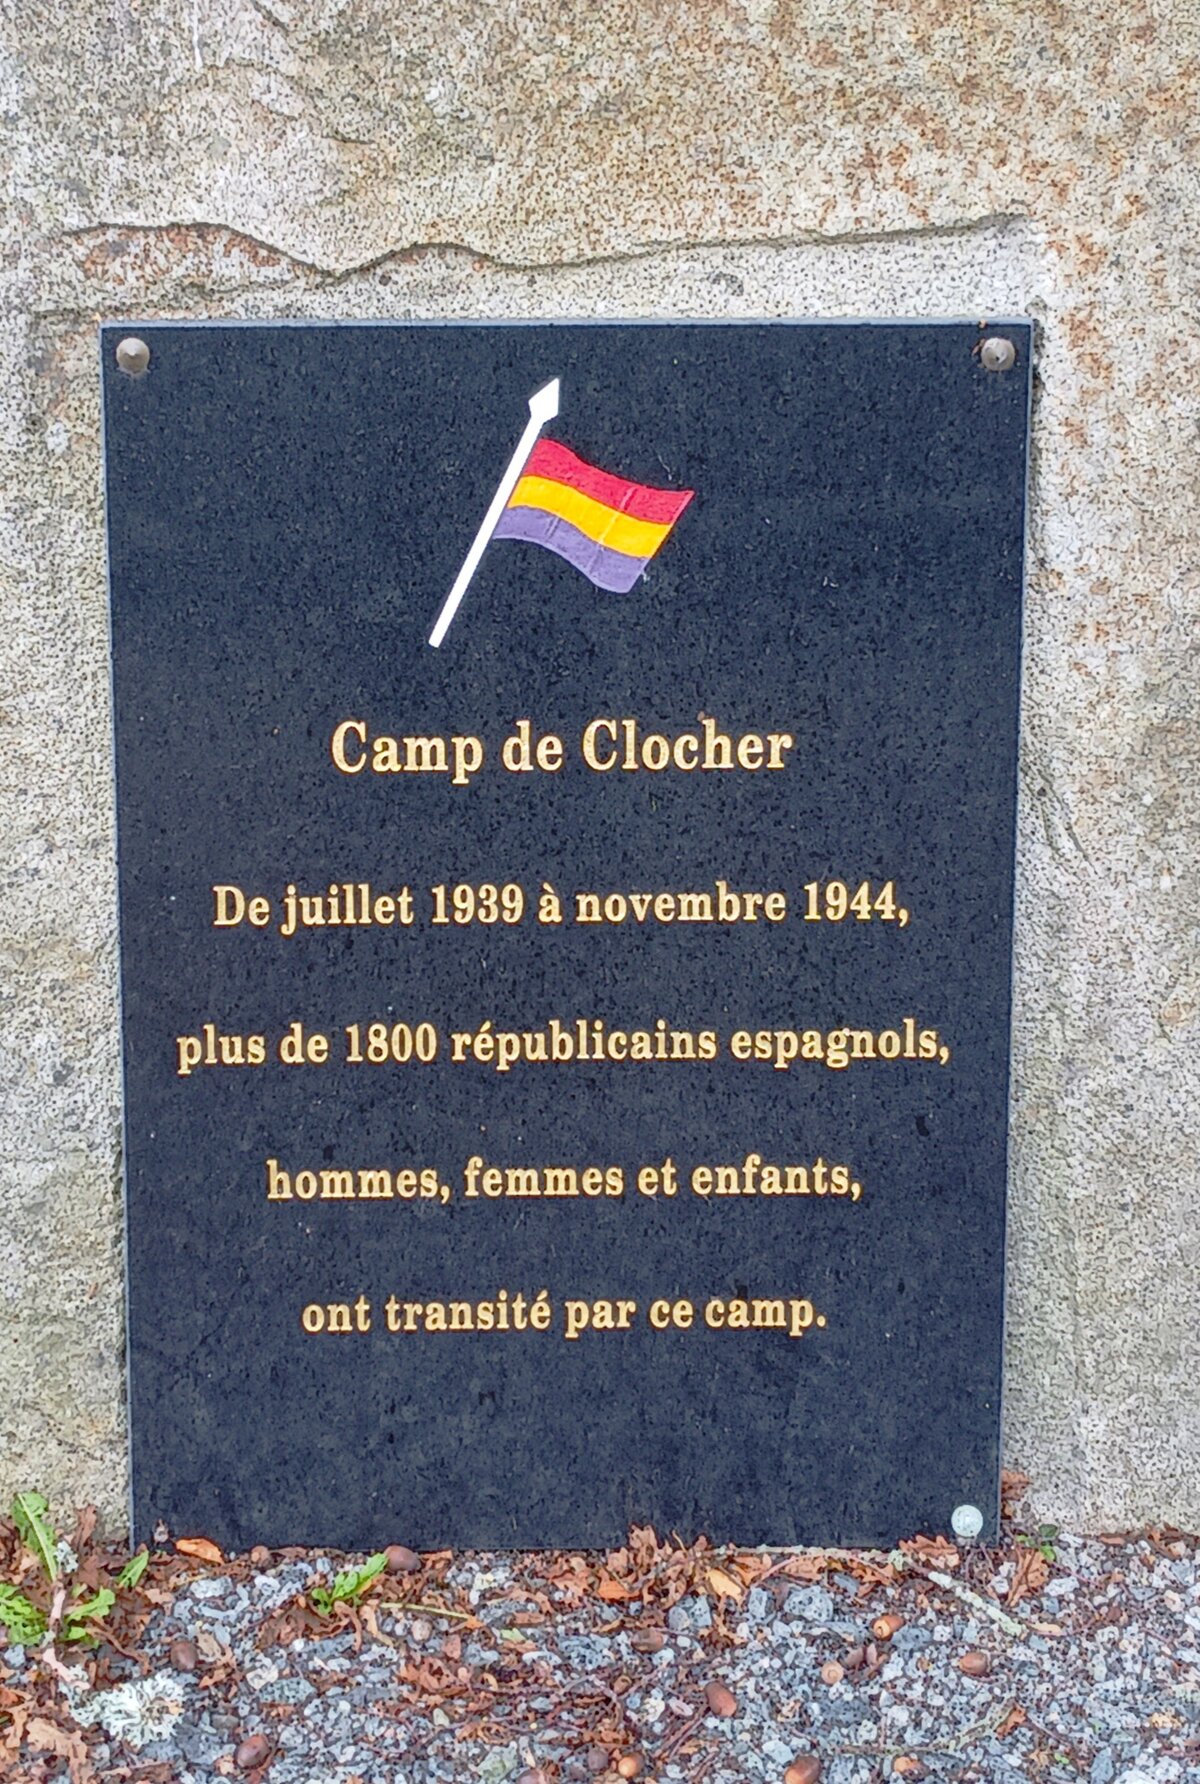 Camp de Clocher
De juillet 1939 à novembre 1944,
plus de 1800 républicains espagnols,
hommes, femmes et enfants,
ont transité par ce camp.